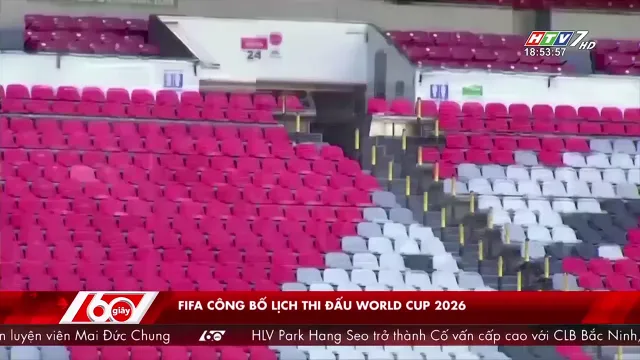 HTV7 HD
18:53:57
24
60 giây
FIFA CÔNG BỐ LỊCH THI ĐẤU WORLD CUP 2026
n luyện viên Mai Đức Chung 60 HLV Park Hang Seo trở thành Cố vấn cấp cao với CLB Bắc Ninh